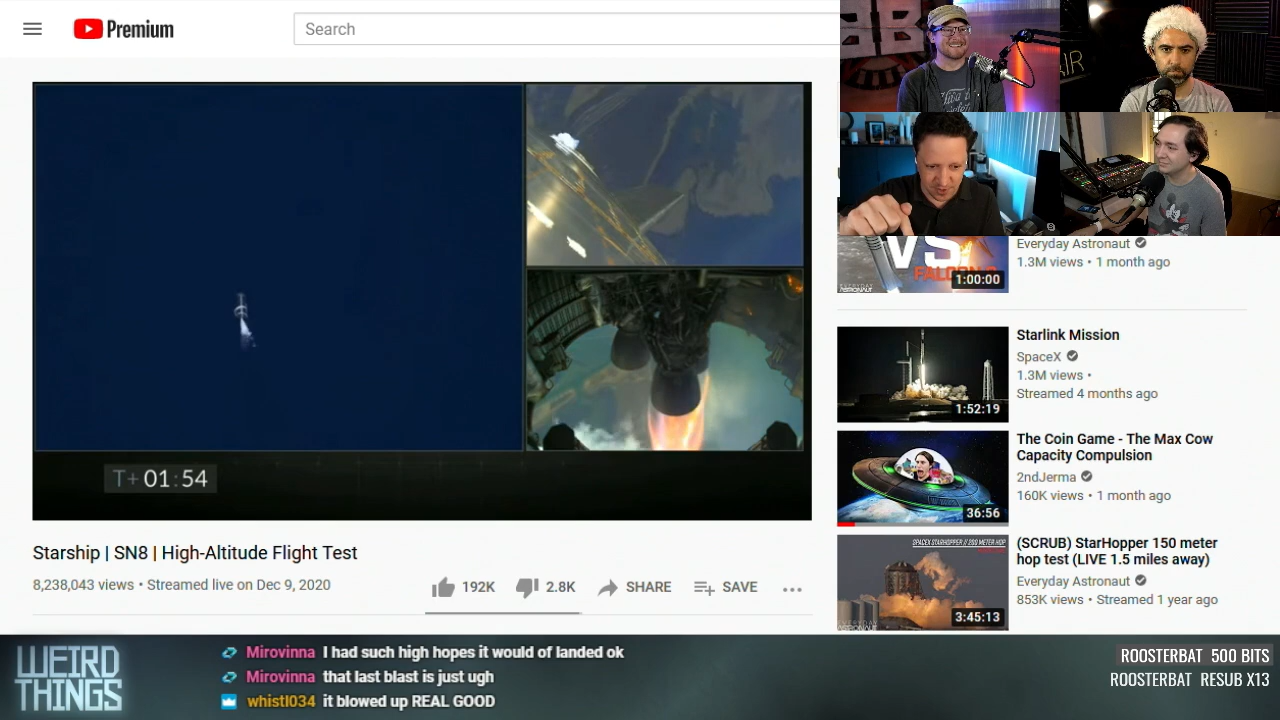 Premium
Search
AIR
VS
FALCON 9
1:00:00
Everyday Astronaut
1.3M views • 1 month ago
T+ 01:54
Starlink Mission
SpaceX
1.3M views •
Streamed 4 months ago
1:52:19
The Coin Game - The Max Cow
Capacity Compulsion
2ndJerma
160K views • 1 month ago
36:56
(SCRUB) StarHopper 150 meter
hop test (LIVE 1.5 miles away)
Everyday Astronaut
853K views • Streamed 1 year ago
3:45:13
Starship | SN8 | High-Altitude Flight Test
8,238,043 views • Streamed live on Dec 9, 2020
192K
2.8K
SHARE
SAVE
WEIRD
THINGS
Mirovinna I had such high hopes it would of landed ok
Mirovinna that last blast is just ugh
whistl034 it blowed up REAL GOOD
ROOSTERBAT 500 BITS
ROOSTERBAT RESUB X13